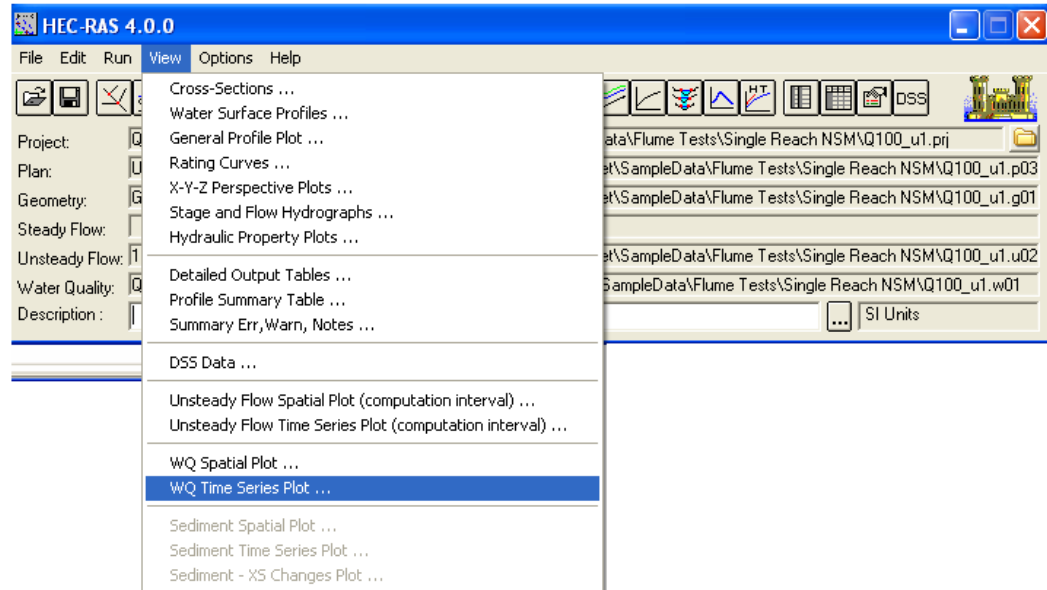 HEC-RAS 4.0.0
File Edit Run View Options Help
HT DSS
Project: Q ata\Flume Tests\Single Reach NSM\Q100_u1.prj
Plan: U et\SampleData\Flume Tests\Single Reach NSM\Q100_u1.p03
Geometry: G et\SampleData\Flume Tests\Single Reach NSM\Q100_u1.g01
Steady Flow:
Unsteady Flow: 1 et\SampleData\Flume Tests\Single Reach NSM\Q100_u1.u02
Water Quality: Q SampleData\Flume Tests\Single Reach NSM\Q100_u1.w01
Description : ... SI Units
Cross-Sections ...
Water Surface Profiles ...
General Profile Plot ...
Rating Curves ...
X-Y-Z Perspective Plots ...
Stage and Flow Hydrographs ...
Hydraulic Property Plots ...
Detailed Output Tables ...
Profile Summary Table ...
Summary Err,Warn, Notes ...
DSS Data ...
Unsteady Flow Spatial Plot (computation interval) ...
Unsteady Flow Time Series Plot (computation interval) ...
WQ Spatial Plot ...
WQ Time Series Plot ...
Sediment Spatial Plot ...
Sediment Time Series Plot ...
Sediment - XS Changes Plot ...